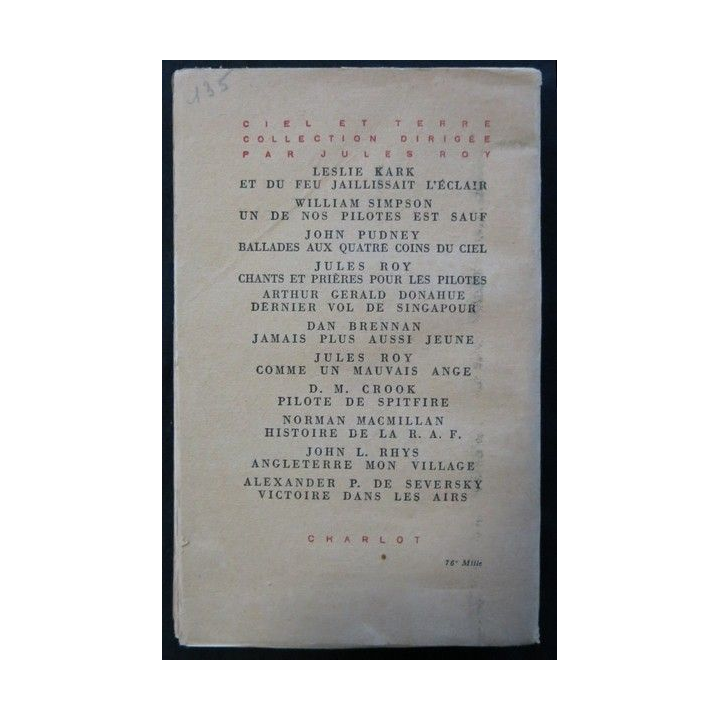 135
CIEL ET TERRE
COLLECTION DIRIGÉE
PAR JULES ROY
LESLIE KARK
ET DU FEU JAILLISSAIT L'ÉCLAIR
WILLIAM SIMPSON
UN DE NOS PILOTES EST SAUF
JOHN PUDNEY
BALLADES AUX QUATRE COINS DU CIEL
JULES ROY
CHANTS ET PRIÈRES POUR LES PILOTES
ARTHUR GERALD DONAHUE
DERNIER VOL DE SINGAPOUR
DAN BRENNAN
JAMAIS PLUS AUSSI JEUNE
JULES ROY
COMME UN MAUVAIS ANGE
D. M. CROOK
PILOTE DE SPITFIRE
NORMAN MACMILLAN
HISTOIRE DE LA R. A. F.
JOHN L. RHYS
ANGLETERRE MON VILLAGE
ALEXANDER P. DE SEVERSKY
VICTOIRE DANS LES AIRS
CHARLOT
76e Mille